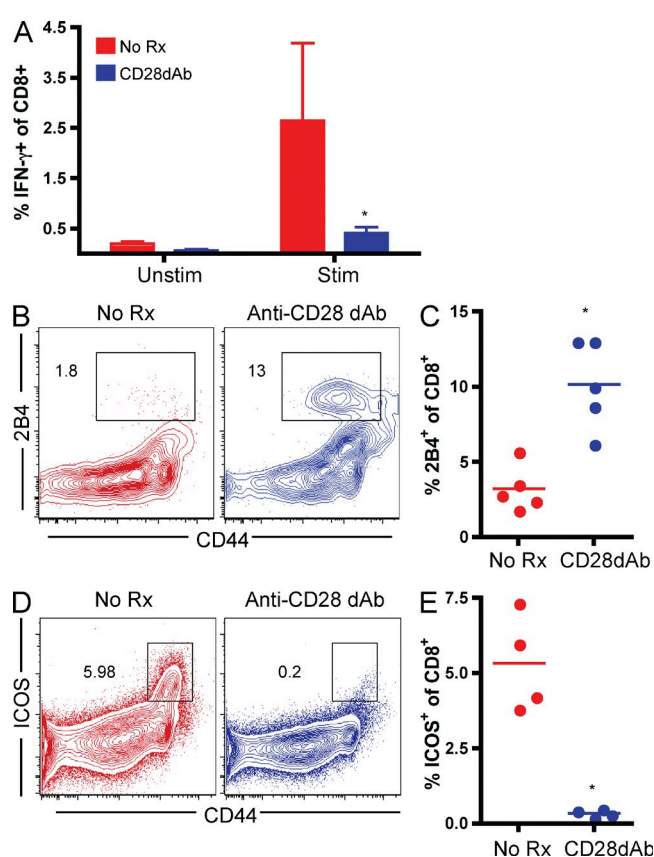 A
% IFN-γ+ of CD8+
4.5
3.5
2.5
1.5
0.5
No Rx
CD28dAb
*
Unstim
Stim
B
No Rx
Anti-CD28 dAb
2B4
1.8
13
CD44
C
% 2B4⁺ of CD8⁺
15
10
5
0
*
No Rx
CD28dAb
D
No Rx
Anti-CD28 dAb
ICOS
5.98
0.2
CD44
E
% ICOS⁺ of CD8⁺
7.5
5.0
2.5
0.0
*
No Rx
CD28dAb